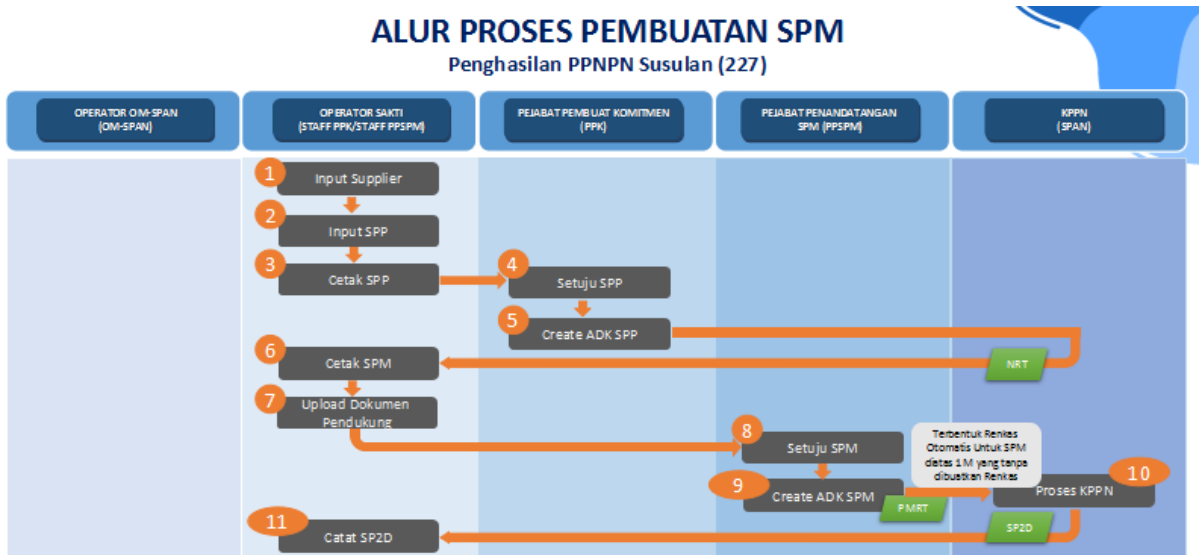 ALUR PROSES PEMBUATAN SPM
Penghasilan PPNPN Susulan (227)
OPERATOR OM-SPAN
(OM-SPAN)
OPERATOR SAKTI
(STAFF PPK/STAFF PPSPM)
PEJABAT PEMBUAT KOMITMEN
(PPK)
PEJABAT PENANDATANGAN
SPM (PPSPM)
KPPN
(SPAN)
1
Input Supplier
2
Input SPP
3
Cetak SPP
4
Setuju SPP
5
Create ADK SPP
6
Cetak SPM
NRT
7
Upload Dokumen
Pendukung
8
Setuju SPM
Terbentuk Renkas
Otomatis Untuk SPM
diatas 1 M yang tanpa
dibuatkan Renkas
9
Create ADK SPM
PMRT
10
Proses KPPN
SP2D
11
Catat SP2D